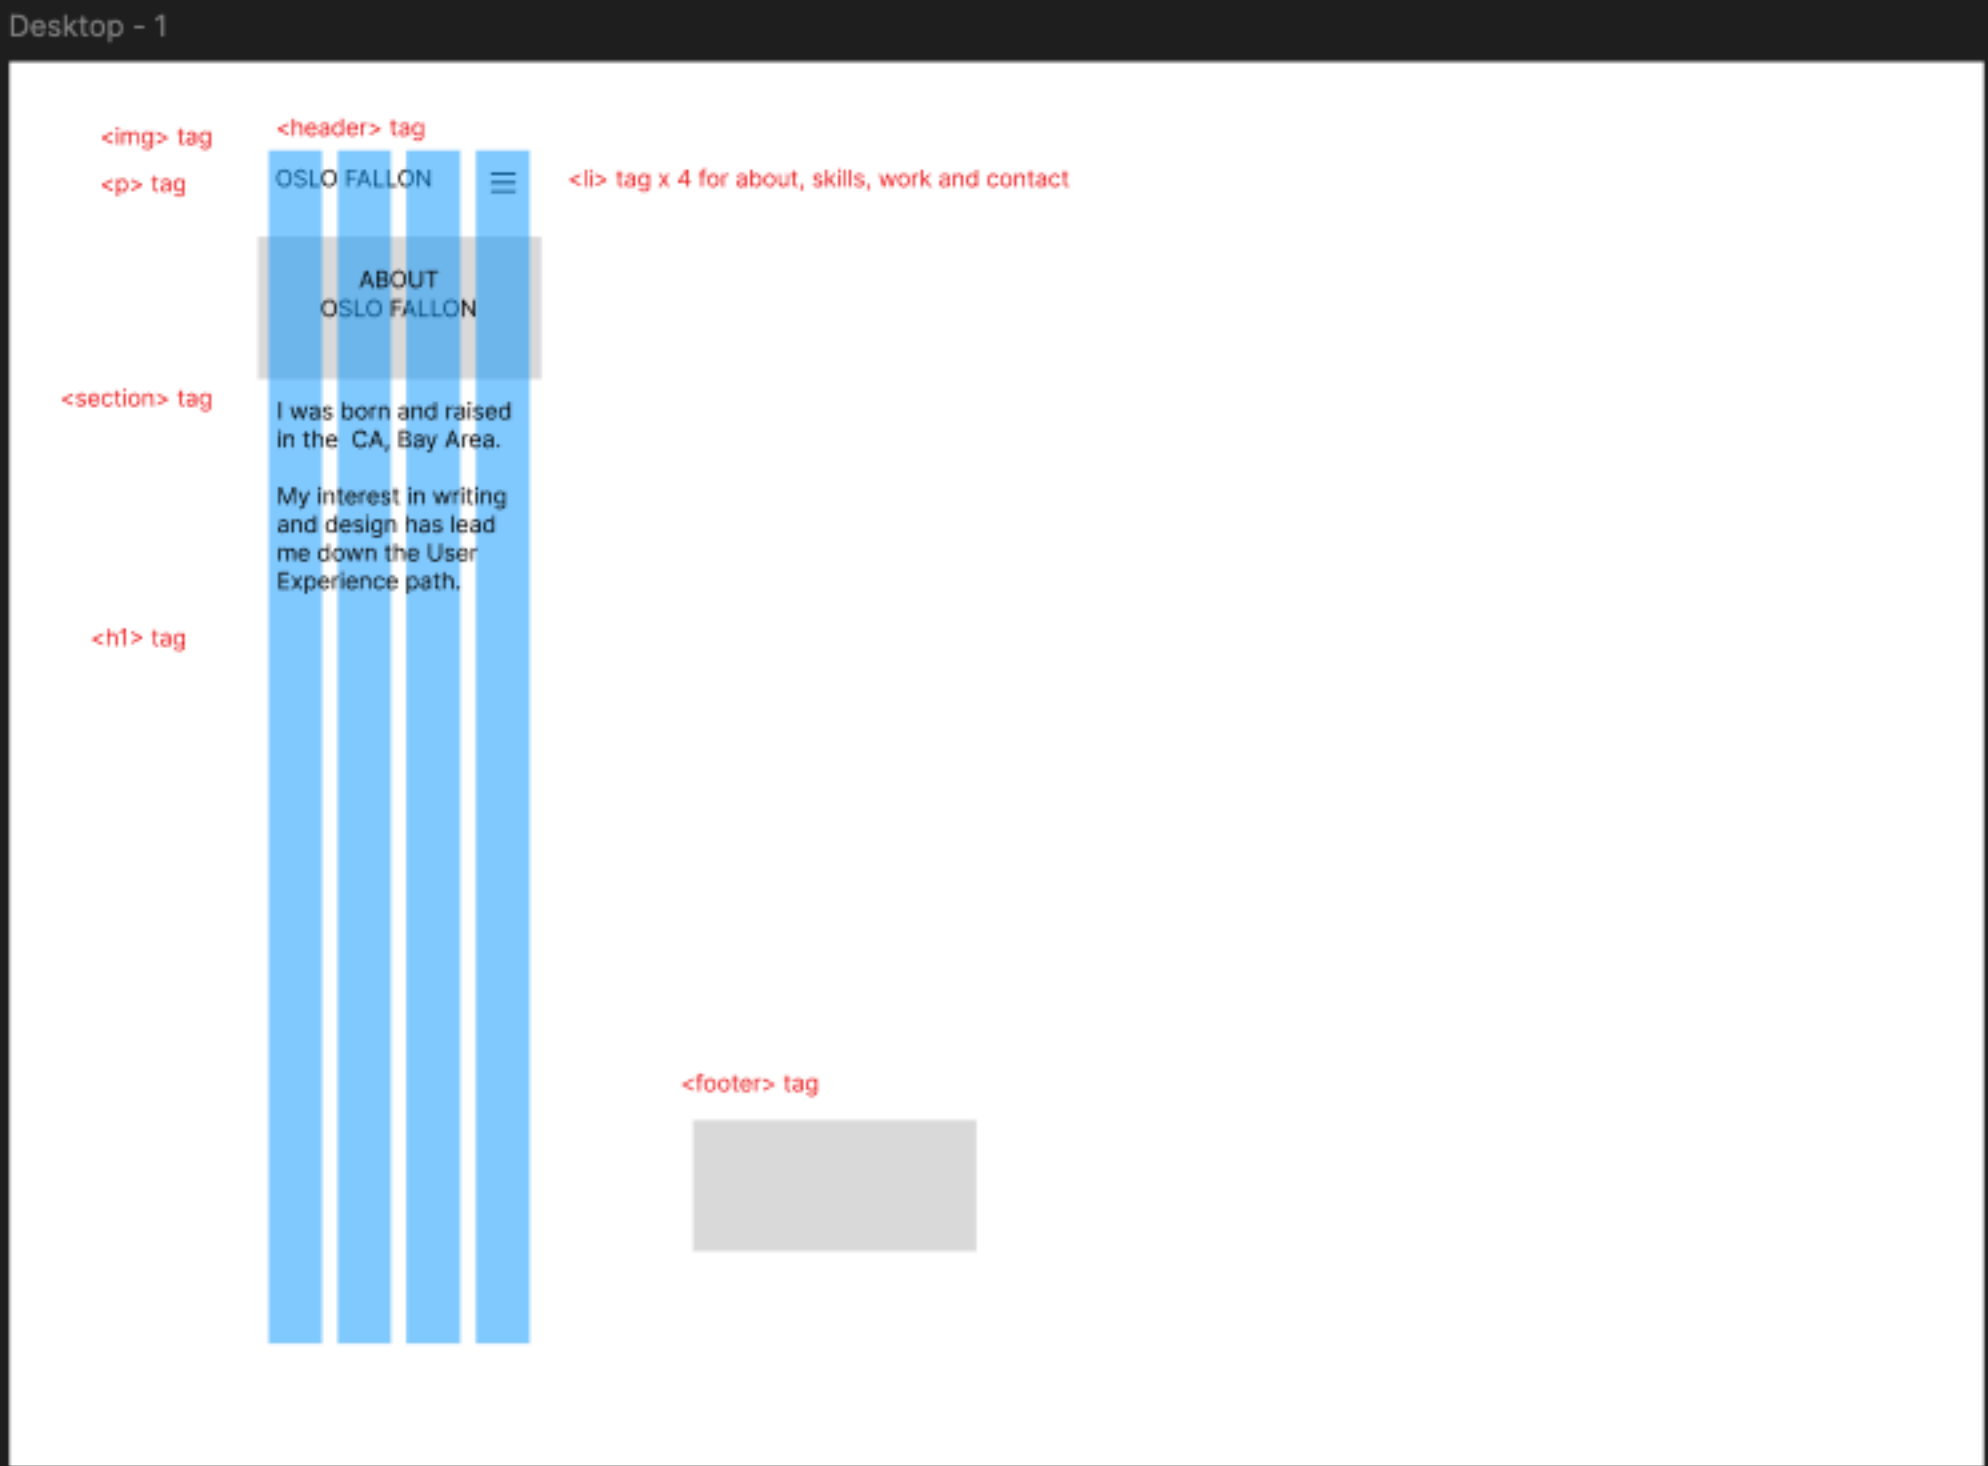 Desktop - 1
<img> tag
<header> tag
<p> tag
OSLO FALLON
<li> tag x 4 for about, skills, work and contact
ABOUT
OSLO FALLON
<section> tag
I was born and raised
in the  CA, Bay Area.
My interest in writing
and design has lead
me down the User
Experience path.
<h1> tag
<footer> tag